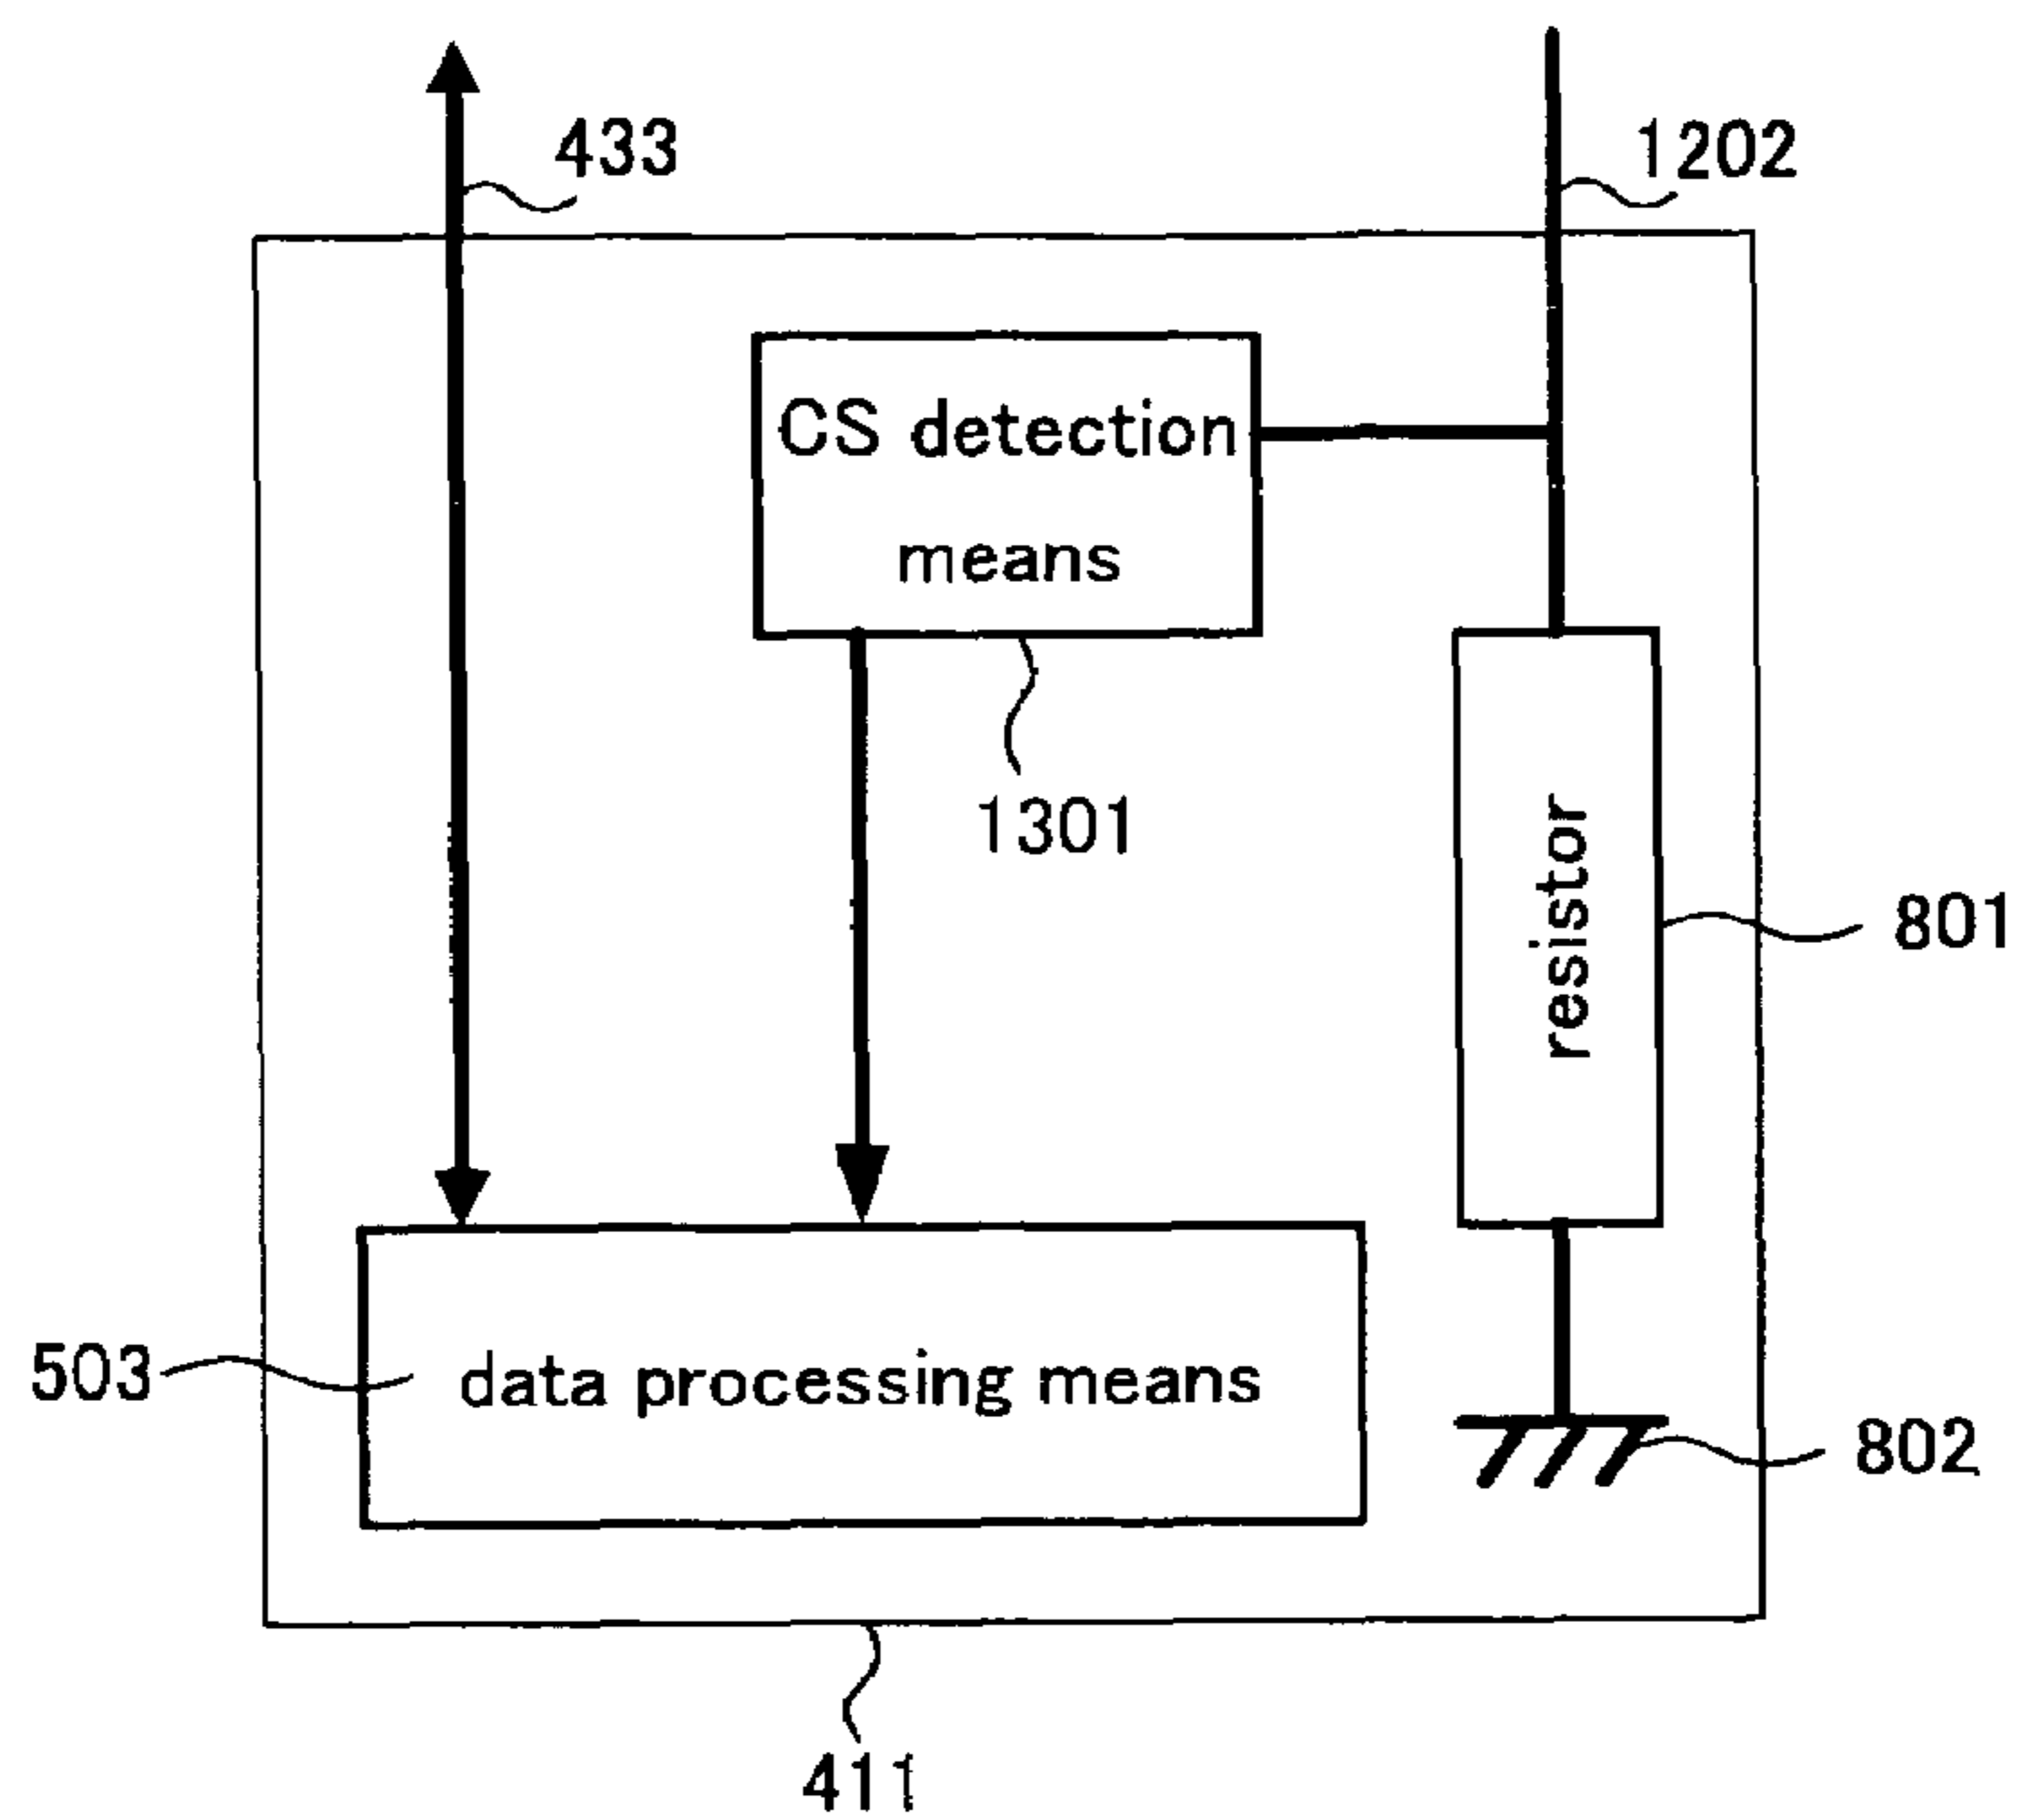 433
1202
CS detection
means
1301
resistor
801
503
data processing means
802
411